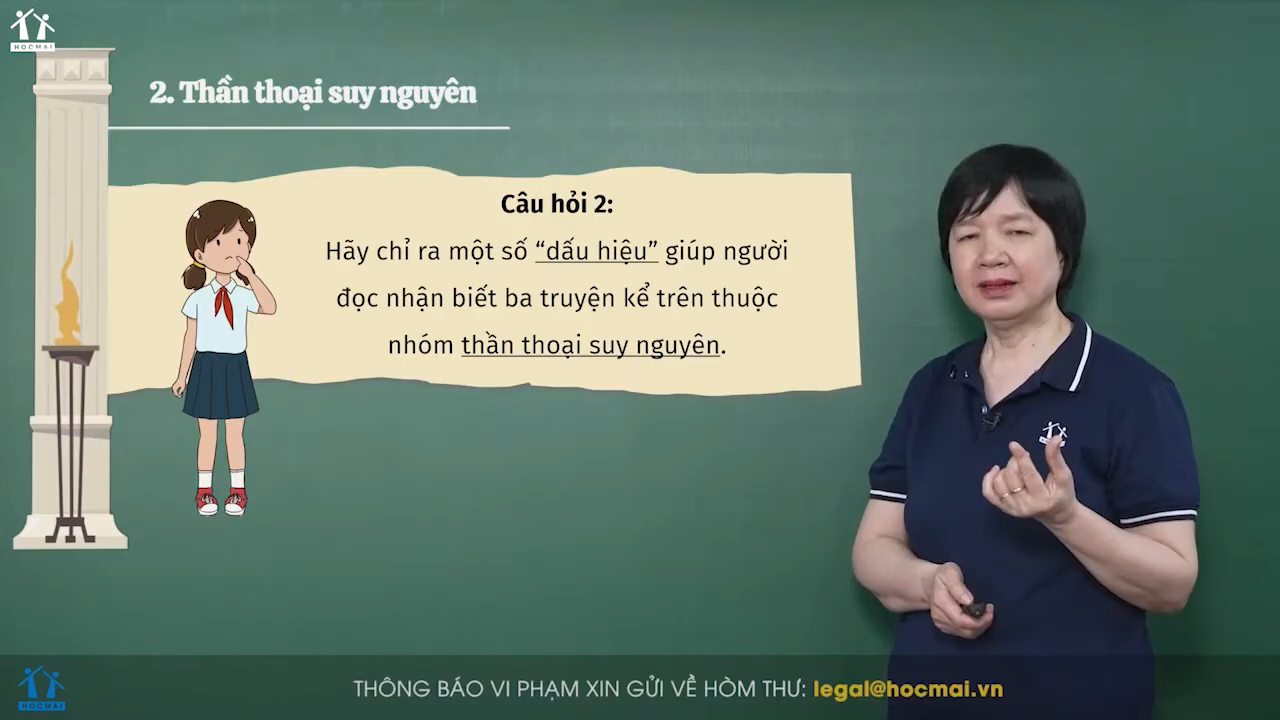 HOCMAI
2. Thần thoại suy nguyên
Câu hỏi 2:
Hãy chỉ ra một số “dấu hiệu” giúp người
đọc nhận biết ba truyện kể trên thuộc
nhóm thần thoại suy nguyên.
HOCMAI
THÔNG BÁO VI PHẠM XIN GỬI VỀ HÒM THƯ: legal@hocmai.vn